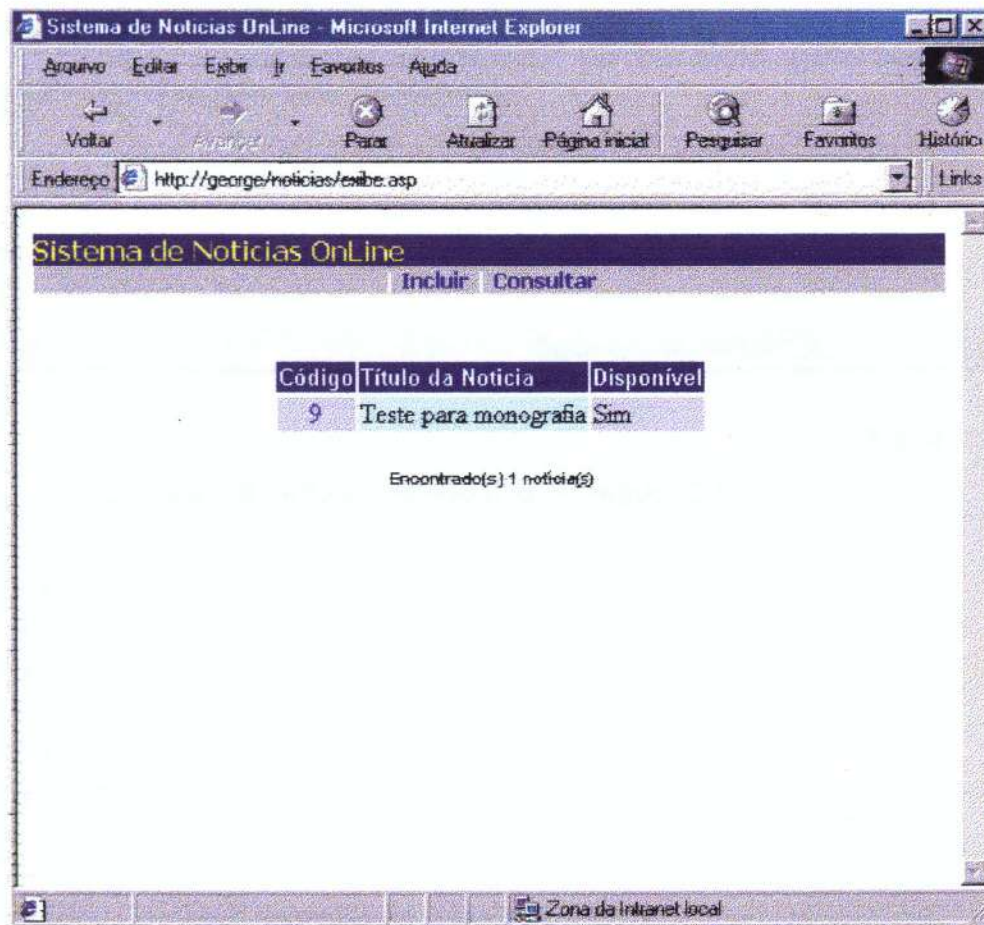 Sistema de Noticias OnLine - Microsoft Internet Explorer
Arquivo Editar Exibir Ir Favoritos Ajuda
Voltar Avançar Parar Atualizar Página inicial Pesquisar Favoritos Históric
Endereço http://george/noticias/exibe.asp Links
Sistema de Noticias OnLine
Incluir Consultar
Código Título da Noticia Disponível
9 Teste para monografia Sim
Encontrado(s) 1 notícia(s)
Zona da Intranet local